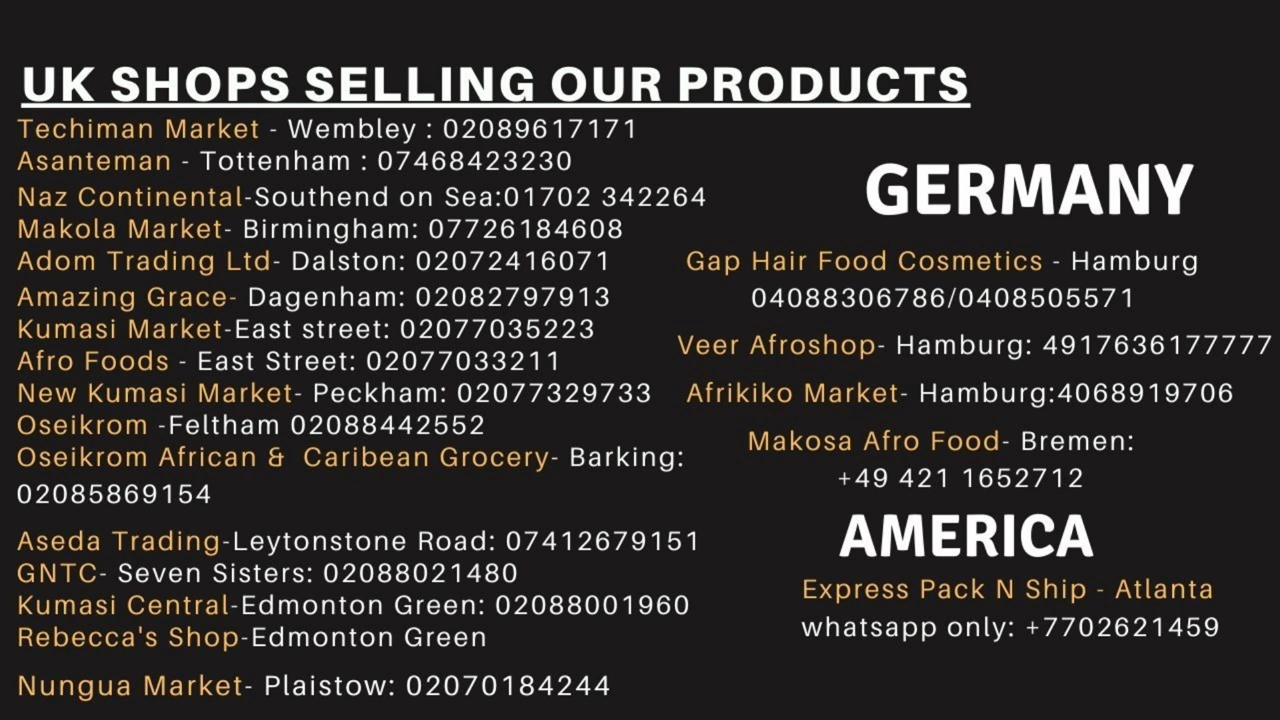 UK SHOPS SELLING OUR PRODUCTS
Techiman Market - Wembley : 02089617171
Asanteman - Tottenham : 07468423230
Naz Continental-Southend on Sea:01702 342264
Makola Market- Birmingham: 07726184608
Adom Trading Ltd- Dalston: 02072416071
Amazing Grace- Dagenham: 02082797913
Kumasi Market-East street: 02077035223
Afro Foods - East Street: 02077033211
New Kumasi Market- Peckham: 02077329733
Oseikrom -Feltham 02088442552
Oseikrom African & Caribean Grocery- Barking:
02085869154
Aseda Trading-Leytonstone Road: 07412679151
GNTC- Seven Sisters: 02088021480
Kumasi Central-Edmonton Green: 02088001960
Rebecca's Shop-Edmonton Green
Nungua Market- Plaistow: 02070184244
GERMANY
Gap Hair Food Cosmetics - Hamburg
04088306786/0408505571
Veer Afroshop- Hamburg: 4917636177777
Afrikiko Market- Hamburg:4068919706
Makosa Afro Food- Bremen:
+49 421 1652712
AMERICA
Express Pack N Ship - Atlanta
whatsapp only: +7702621459